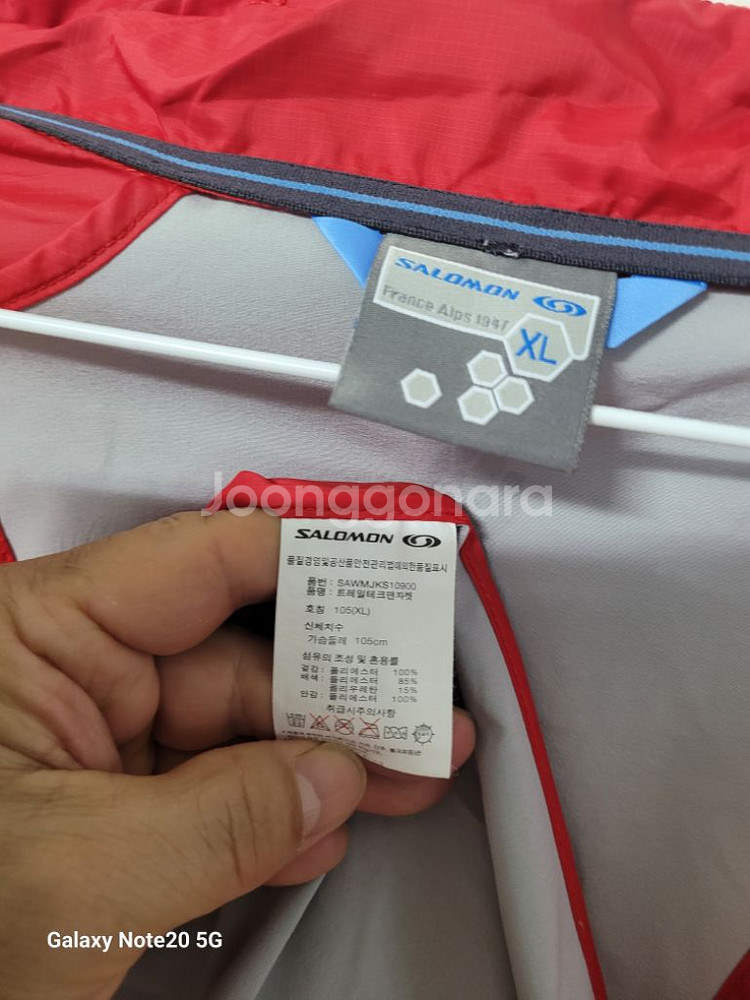 SALOMON
France Alps 1947
XL
Joonggonara
SALOMON
품질경영및공산품안전관리법에의한품질표시
품번 : SAWMJKS10900
품명 : 트레일테크맨자켓
호칭 105(XL)
신체치수
가슴둘레 105cm
섬유의 조성 및 혼용률
겉감 : 폴리에스터 100%
배색 : 폴리에스터 85%
폴리우레탄 15%
안감 : 폴리에스터 100%
취급시주의사항
Galaxy Note20 5G